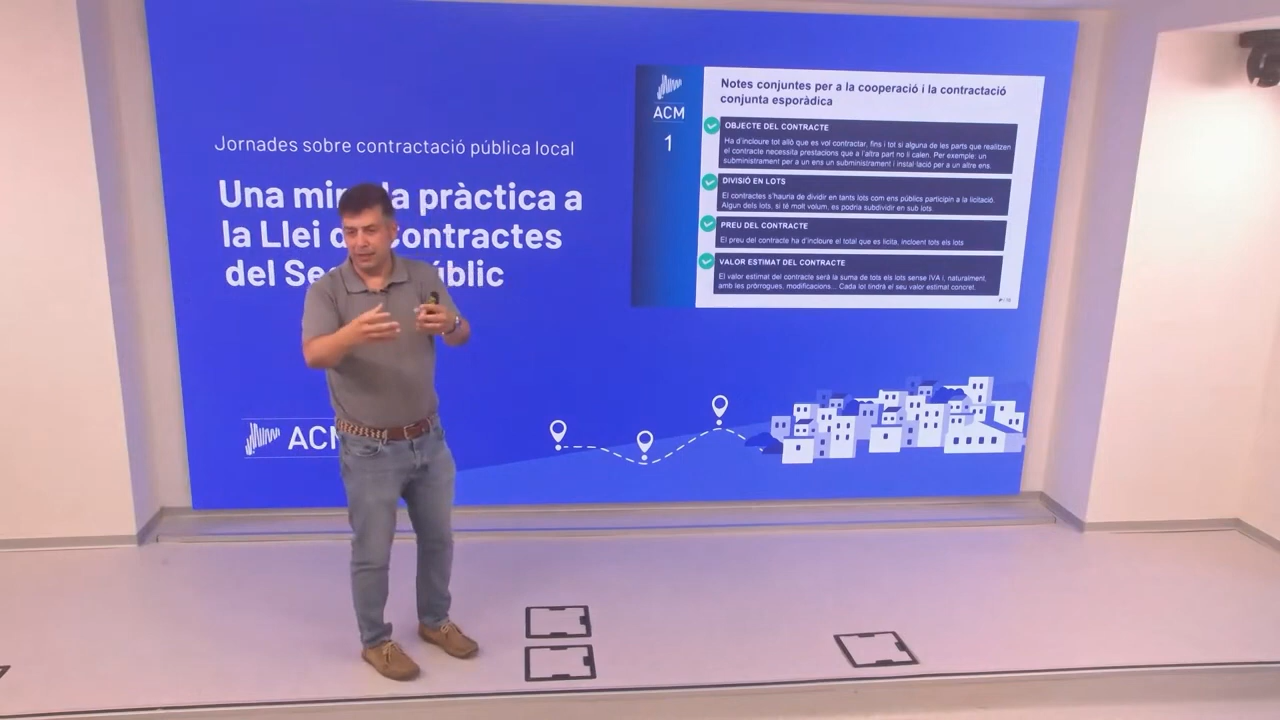 Jornades sobre contractació pública local
Una mir la pràctica a
la Llei d contractes
del Se úblic
ACM
ACM
1
Notes conjuntes per a la cooperació i la contractació
conjunta esporàdica
OBJECTE DEL CONTRACTE
Ha d'incloure tot allò que es vol contractar, fins i tot si alguna de les parts que realitzen
el contracte necessita prestacions que a l'altra part no li calen. Per exemple: un
subministrament per a un ens un subministrament i instal·lació per a un altre ens.
DIVISIÓ EN LOTS
El contractes s'hauria de dividir en tants lots com ens públics participin a la licitació.
Algun dels lots, si té molt volum, es podria subdividir en sub lots.
PREU DEL CONTRACTE
El preu del contracte ha d'incloure el total que es licita, incloent tots els lots
VALOR ESTIMAT DEL CONTRACTE
El valor estimat del contracte serà la suma de tots els lots sense IVA i, naturalment,
amb les pròrrogues, modificacions... Cada lot tindrà el seu valor estimat concret.